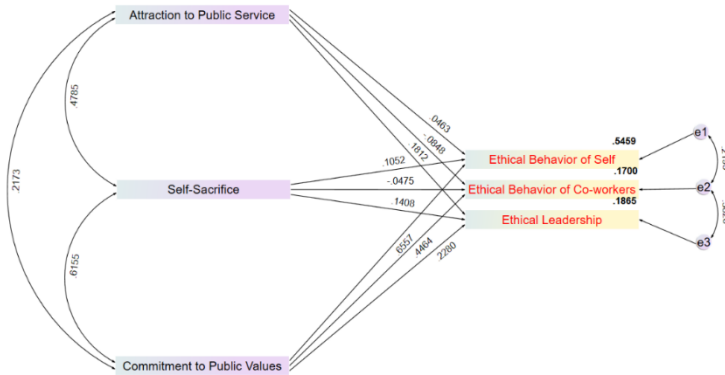 Attraction to Public Service
.4785
.2173
.0463
-.0848
.1812
.5459
e1
Ethical Behavior of Self
.1052
.1700
Self-Sacrifice
-.0475
Ethical Behavior of Co-workers
e2
.1408
.1865
Ethical Leadership
.6155
.6557
.4464
.2280
e3
Commitment to Public Values